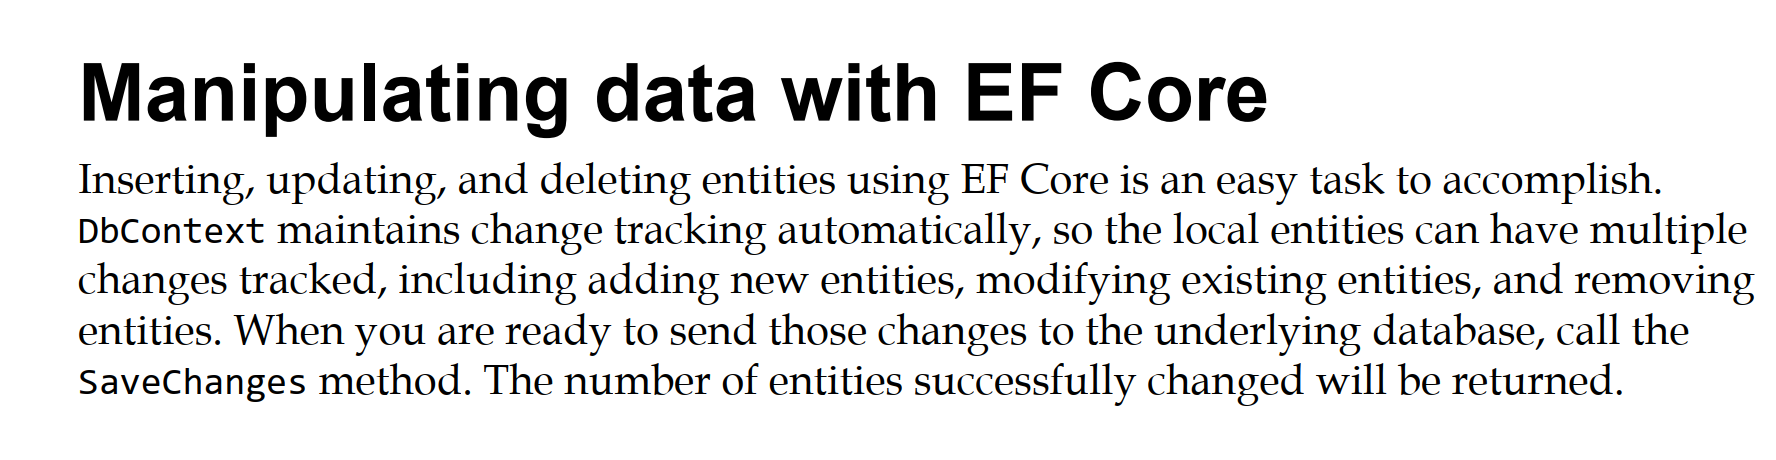 Manipulating data with EF Core
Inserting, updating, and deleting entities using EF Core is an easy task to accomplish.
DbContext maintains change tracking automatically, so the local entities can have multiple
changes tracked, including adding new entities, modifying existing entities, and removing
entities. When you are ready to send those changes to the underlying database, call the
SaveChanges method. The number of entities successfully changed will be returned.